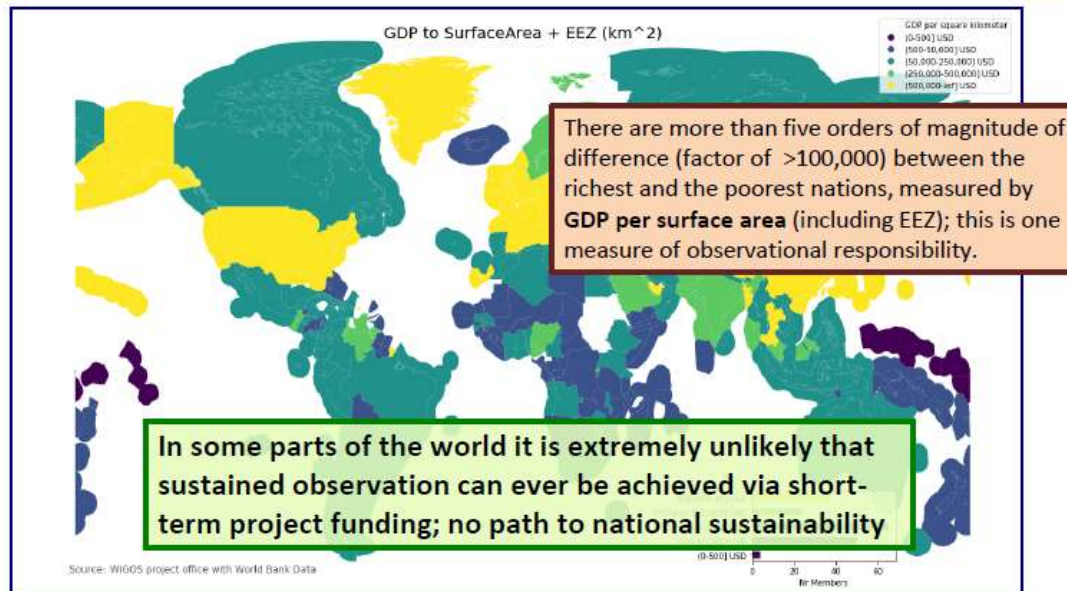 GDP to SurfaceArea + EEZ (km^2)
GDP per square kilometer
(0-500] USD
(500-50,000] USD
(50,000-250,000] USD
(250,000-500,000] USD
(500,000-inf] USD
There are more than five orders of magnitude of
difference (factor of >100,000) between the
richest and the poorest nations, measured by
GDP per surface area (including EEZ); this is one
measure of observational responsibility.
In some parts of the world it is extremely unlikely that
sustained observation can ever be achieved via short-
term project funding; no path to national sustainability
(0-500] USD
0 20 40 60
Nr Members
Source: WIGOS project office with World Bank Data